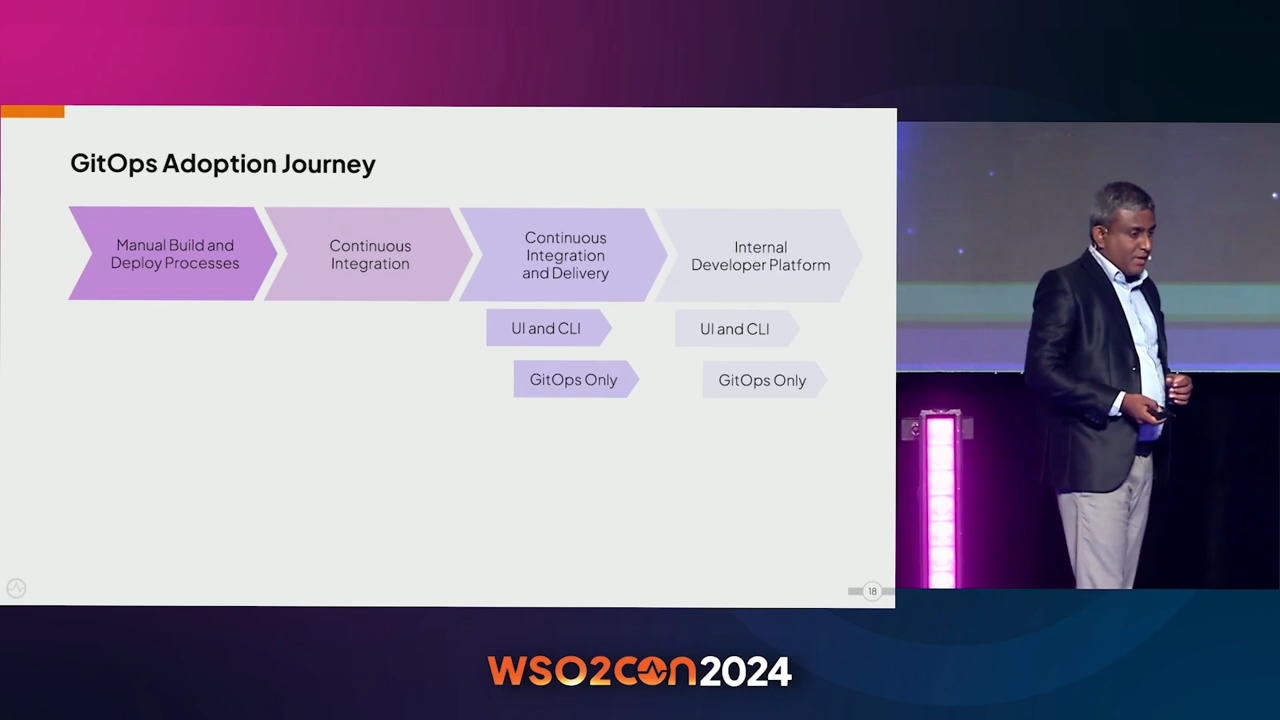 GitOps Adoption Journey
Manual Build and
Deploy Processes
Continuous
Integration
Continuous
Integration
and Delivery
Internal
Developer Platform
UI and CLI
UI and CLI
GitOps Only
GitOps Only
18
WSO2CON2024